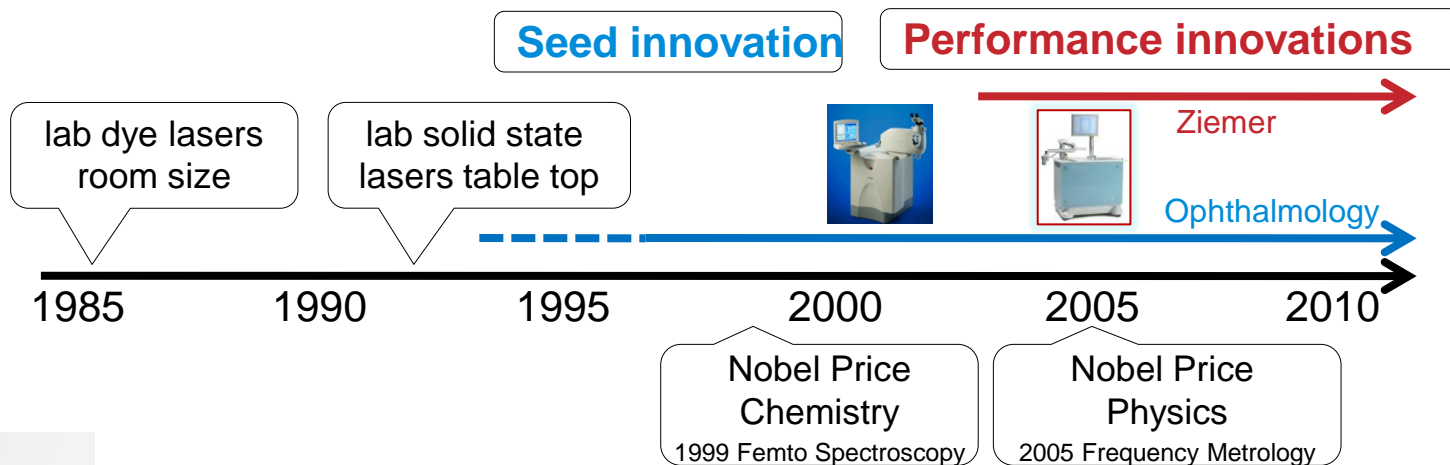 Seed innovation
Performance innovations
lab dye lasers
room size
lab solid state
lasers table top
Ziemer
Ophthalmology
1985
1990
1995
2000
2005
2010
Nobel Price
Chemistry
1999 Femto Spectroscopy
Nobel Price
Physics
2005 Frequency Metrology